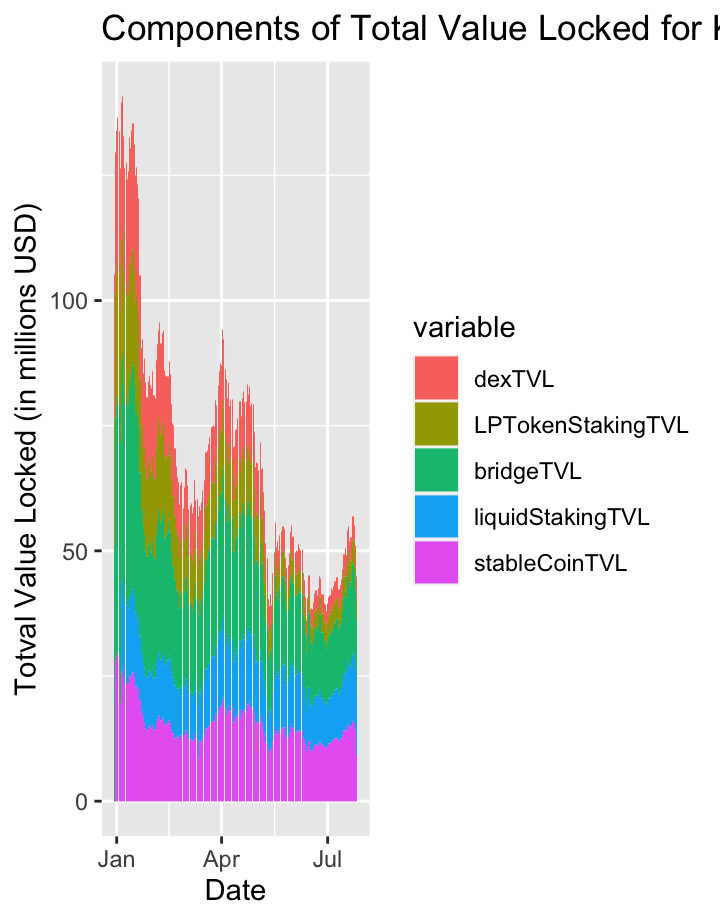 Components of Total Value Locked for
Totval Value Locked (in millions USD)
100
50
0
Jan Apr Jul
Date
variable
dexTVL
LPTokenStakingTVL
bridgeTVL
liquidStakingTVL
stableCoinTVL